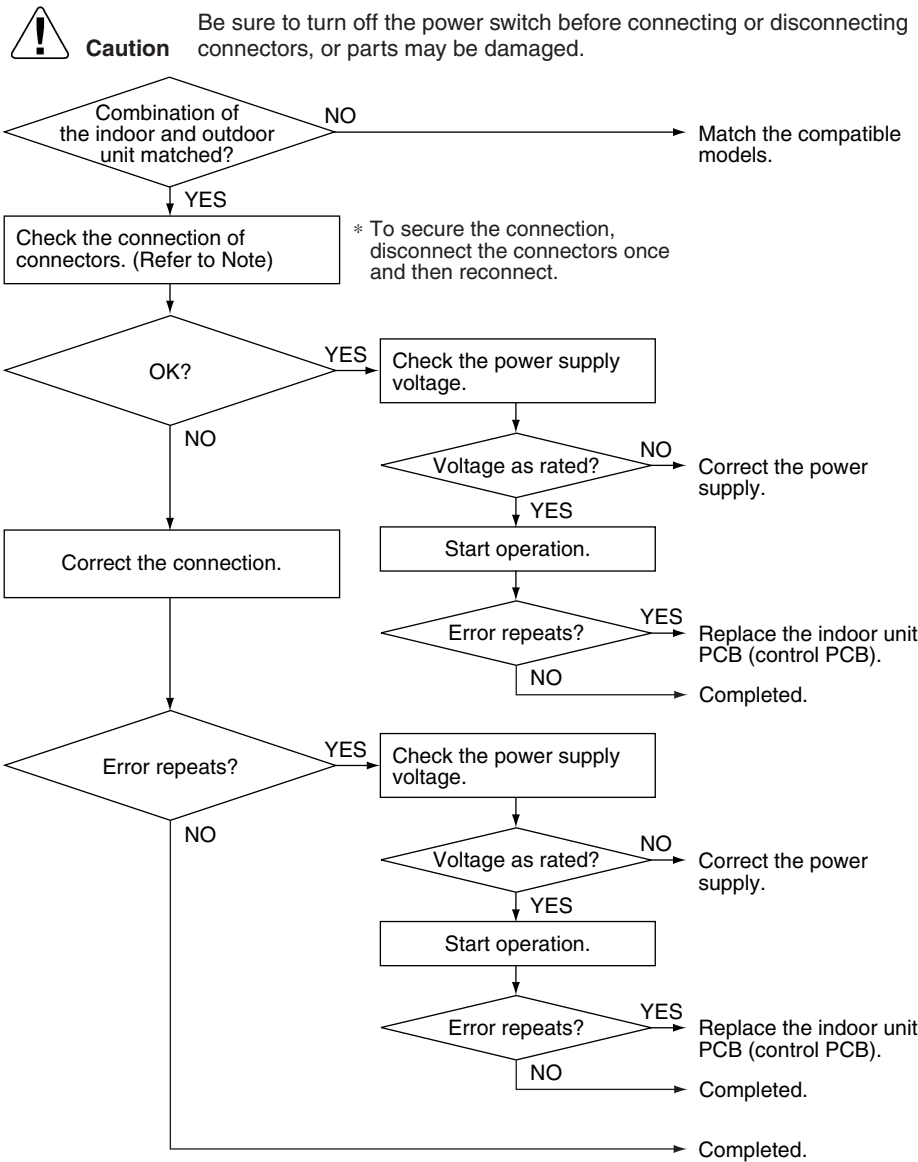 Be sure to turn off the power switch before connecting or disconnecting
Caution connectors, or parts may be damaged.
Combination of
the indoor and outdoor
unit matched?
NO
Match the compatible
models.
YES
Check the connection of
connectors. (Refer to Note)
* To secure the connection,
disconnect the connectors once
and then reconnect.
OK?
YES
Check the power supply
voltage.
NO
Voltage as rated?
NO
Correct the power
supply.
YES
Correct the connection.
Start operation.
Error repeats?
YES
Replace the indoor unit
PCB (control PCB).
NO
Completed.
Error repeats?
YES
Check the power supply
voltage.
NO
Voltage as rated?
NO
Correct the power
supply.
YES
Start operation.
Error repeats?
YES
Replace the indoor unit
PCB (control PCB).
NO
Completed.
Completed.